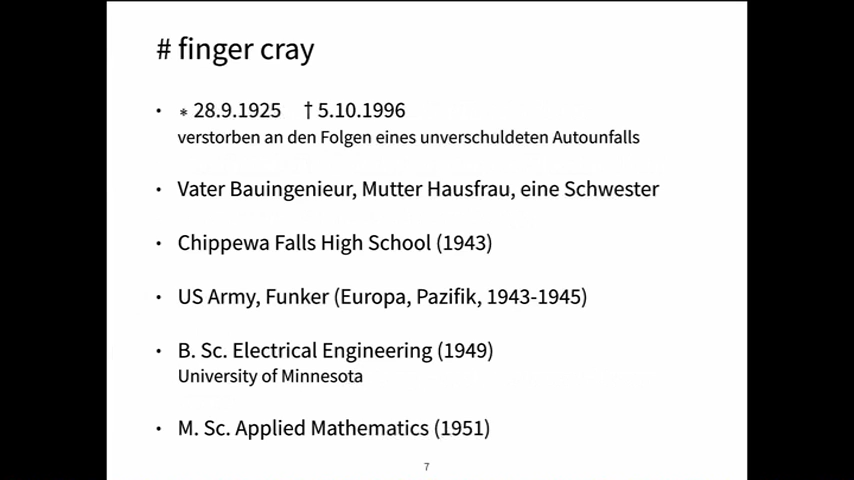 # finger cray
• * 28.9.1925 † 5.10.1996
verstorben an den Folgen eines unverschuldeten Autounfalls
• Vater Bauingenieur, Mutter Hausfrau, eine Schwester
• Chippewa Falls High School (1943)
• US Army, Funker (Europa, Pazifik, 1943-1945)
• B. Sc. Electrical Engineering (1949)
University of Minnesota
• M. Sc. Applied Mathematics (1951)
7